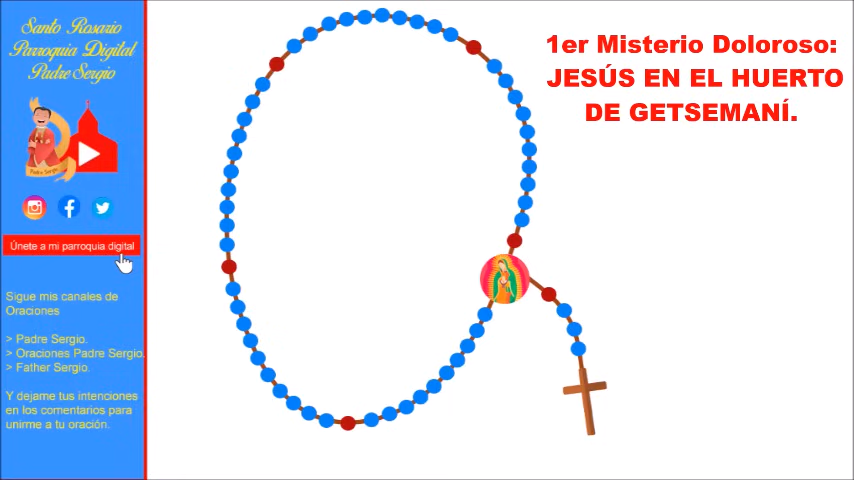 Santo Rosario
Parroquia Digital
Padre Sergio
Padre Sergio
Únete a mi parroquia digital
Sigue mis canales de
Oraciones
> Padre Sergio.
> Oraciones Padre Sergio.
> Father Sergio.
Y dejame tus intenciones
en los comentarios para
unirme a tu oración.
1er Misterio Doloroso:
JESÚS EN EL HUERTO
DE GETSEMANÍ.